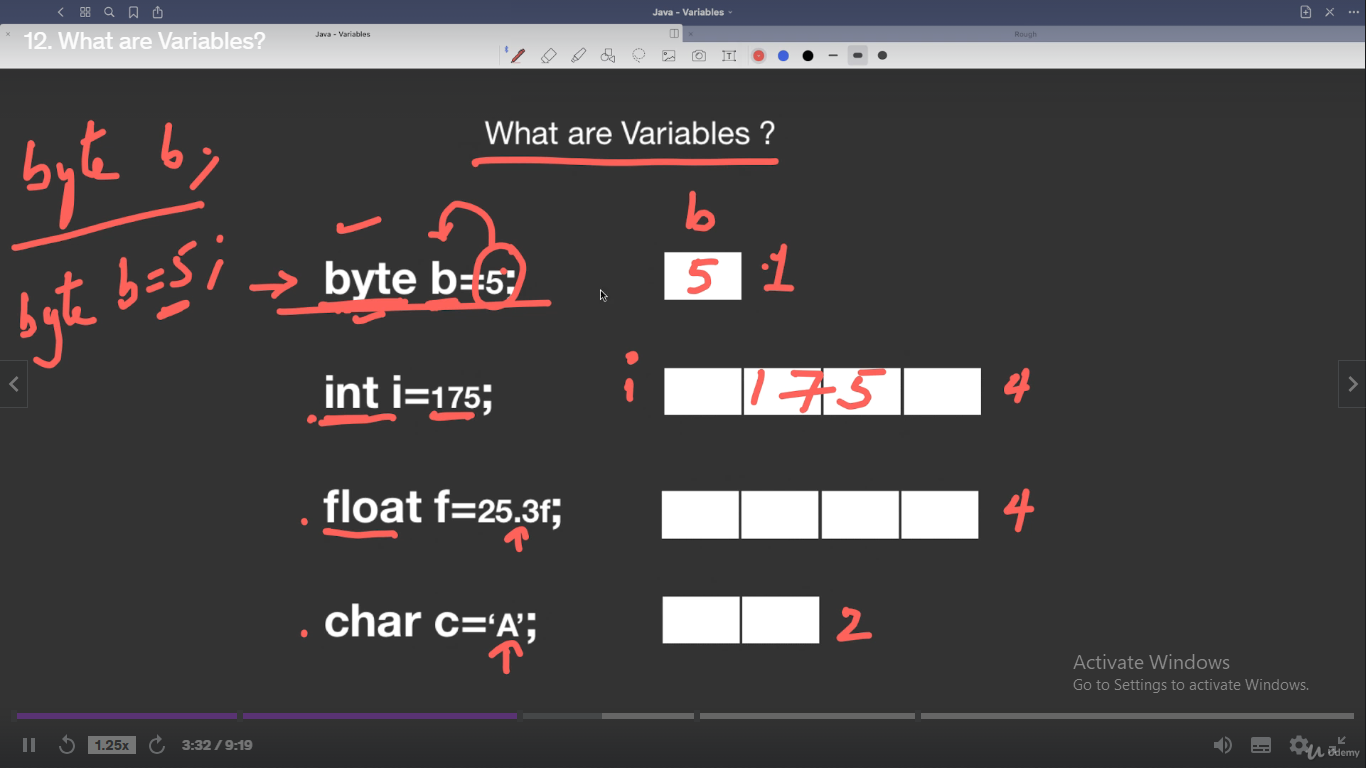 Java - Variables
12. What are Variables?
Java - Variables
Rough
What are Variables ?
byte b;
b
byte b=5;
byte b=5;
5
.1
int i=175;
i
175
4
float f=25.3f;
4
char c=‘A’;
2
Activate Windows
Go to Settings to activate Windows.
1.25x
3:32 / 9:19
Udemy